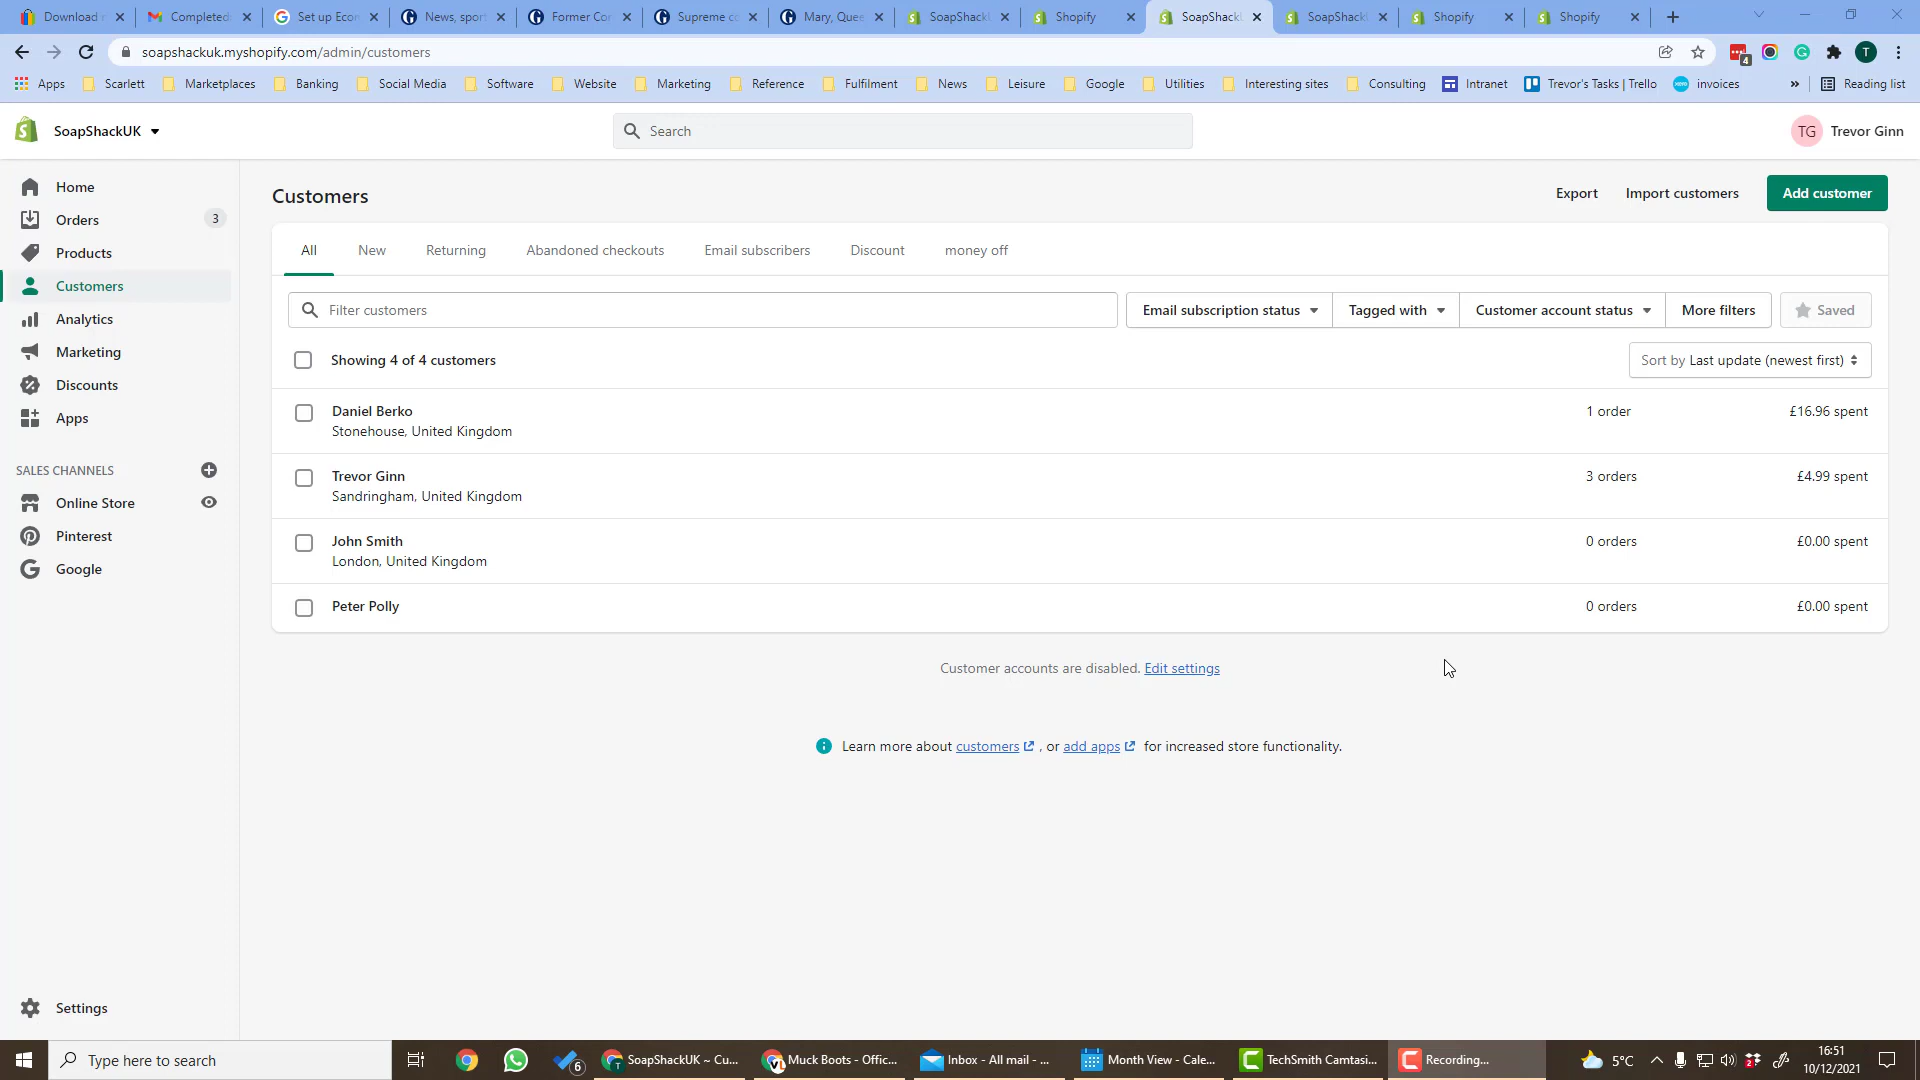 Download r
Completed
Set up Econ
News, sport
Former Cor
Supreme co
Mary, Quee
SoapShackU
Shopify
SoapShackU
SoapShackU
Shopify
Shopify
soapshackuk.myshopify.com/admin/customers
4
T
Apps
Scarlett
Marketplaces
Banking
Social Media
Software
Website
Marketing
Reference
Fulfilment
News
Leisure
Google
Utilities
Interesting sites
Consulting
Intranet
Trevor's Tasks | Trello
invoices
»
Reading list
SoapShackUK
Search
TG
Trevor Ginn
Home
Orders
3
Products
Customers
Analytics
Marketing
Discounts
Apps
SALES CHANNELS
Online Store
Pinterest
Google
Settings
Customers
Export
Import customers
Add customer
All
New
Returning
Abandoned checkouts
Email subscribers
Discount
money off
Filter customers
Email subscription status
Tagged with
Customer account status
More filters
Saved
Showing 4 of 4 customers
Sort by Last update (newest first)
Daniel Berko
Stonehouse, United Kingdom
1 order
£16.96 spent
Trevor Ginn
Sandringham, United Kingdom
3 orders
£4.99 spent
John Smith
London, United Kingdom
0 orders
£0.00 spent
Peter Polly
0 orders
£0.00 spent
Customer accounts are disabled. Edit settings
Learn more about customers , or add apps for increased store functionality.
Type here to search
6
SoapShackUK ~ Cu...
Muck Boots - Offic...
Inbox - All mail - ...
Month View - Cale...
TechSmith Camtasi...
Recording...
5°C
16:51
10/12/2021